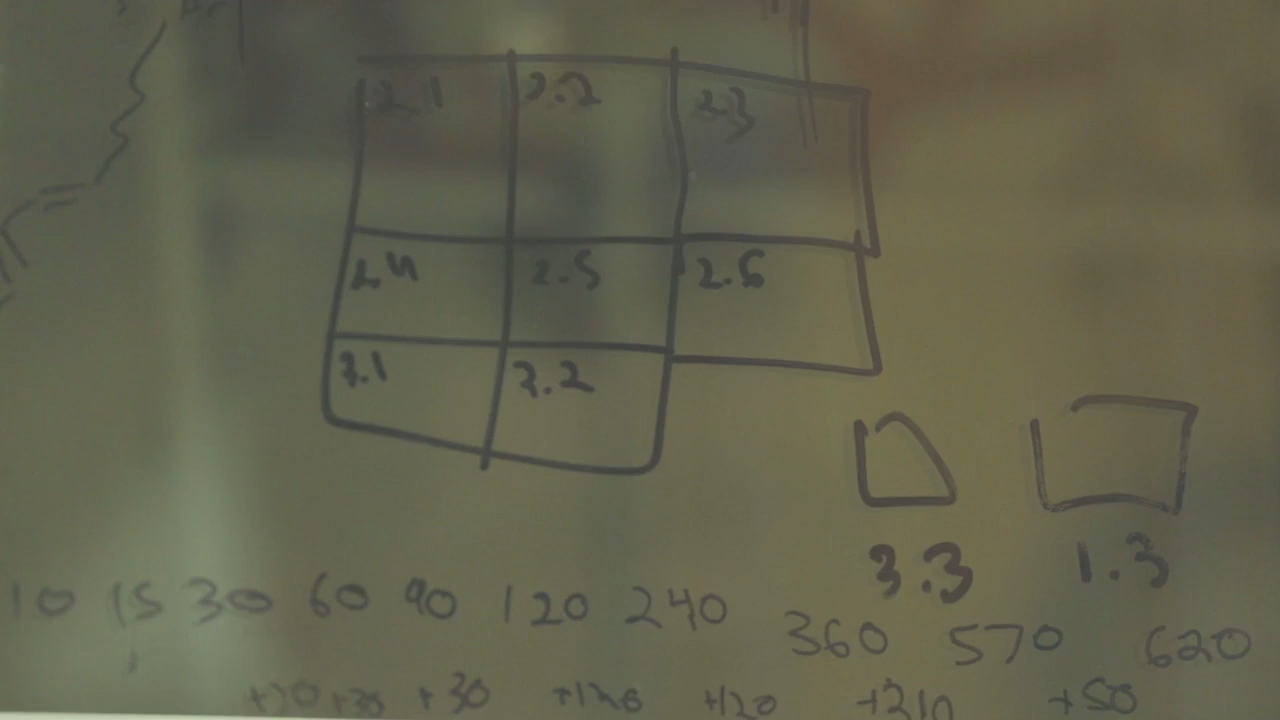 2.1 2.2 2.3
2.4 2.5 2.6
3.1 3.2
3.3 1.3
10 15 30 60 90 120 240 360 570 620
+30 +30 +120 +120 +210 +50